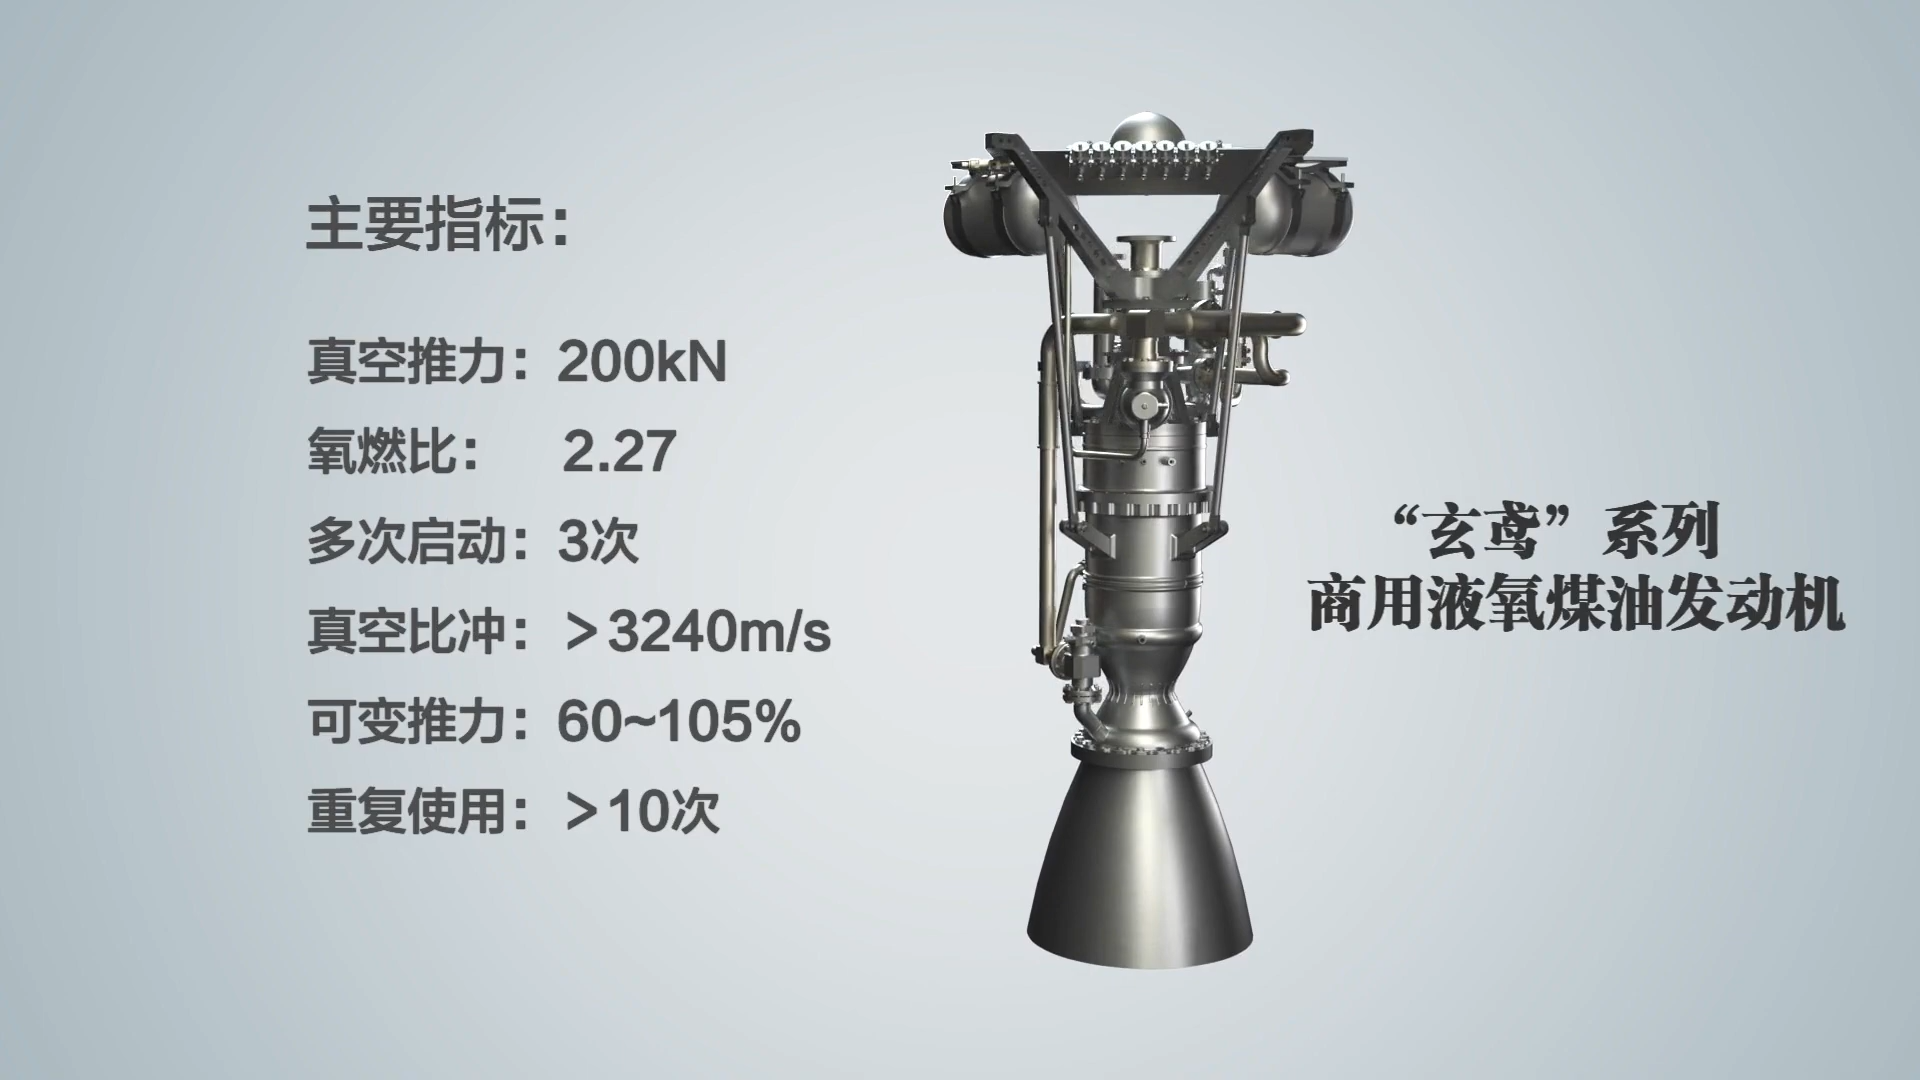 主要指标：
真空推力：200kN
氧燃比： 2.27
多次启动：3次
真空比冲：＞3240m/s
可变推力：60~105%
重复使用：＞10次
“玄鸢”系列
商用液氧煤油发动机